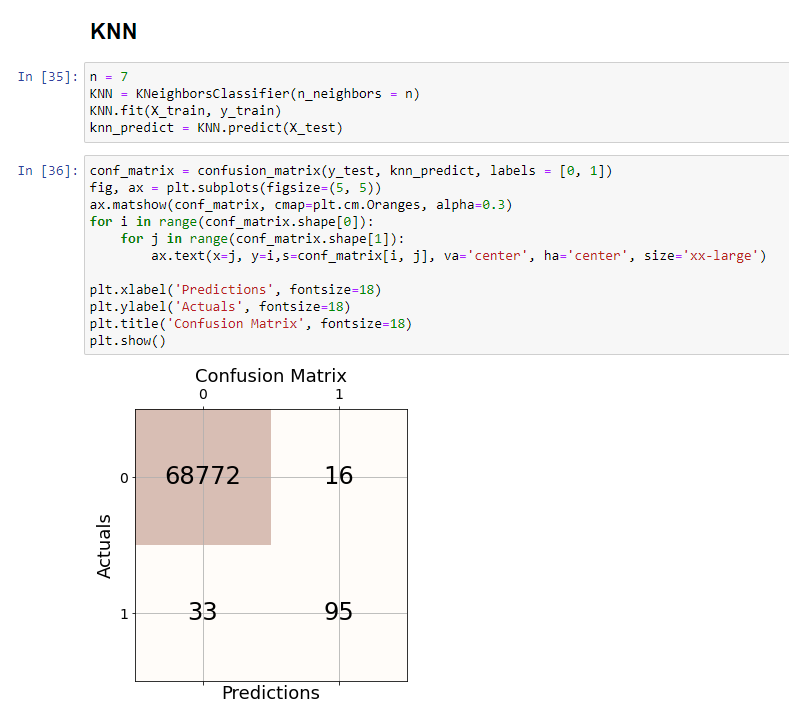 KNN
In [35]: n = 7
KNN = KNeighborsClassifier(n_neighbors = n)
KNN.fit(X_train, y_train)
knn_predict = KNN.predict(X_test)
In [36]: conf_matrix = confusion_matrix(y_test, knn_predict, labels = [0, 1])
fig, ax = plt.subplots(figsize=(5, 5))
ax.matshow(conf_matrix, cmap=plt.cm.Oranges, alpha=0.3)
for i in range(conf_matrix.shape[0]):
    for j in range(conf_matrix.shape[1]):
        ax.text(x=j, y=i,s=conf_matrix[i, j], va='center', ha='center', size='xx-large')
plt.xlabel('Predictions', fontsize=18)
plt.ylabel('Actuals', fontsize=18)
plt.title('Confusion Matrix', fontsize=18)
plt.show()
Confusion Matrix
0 1
0 68772 16
Actuals
1 33 95
Predictions